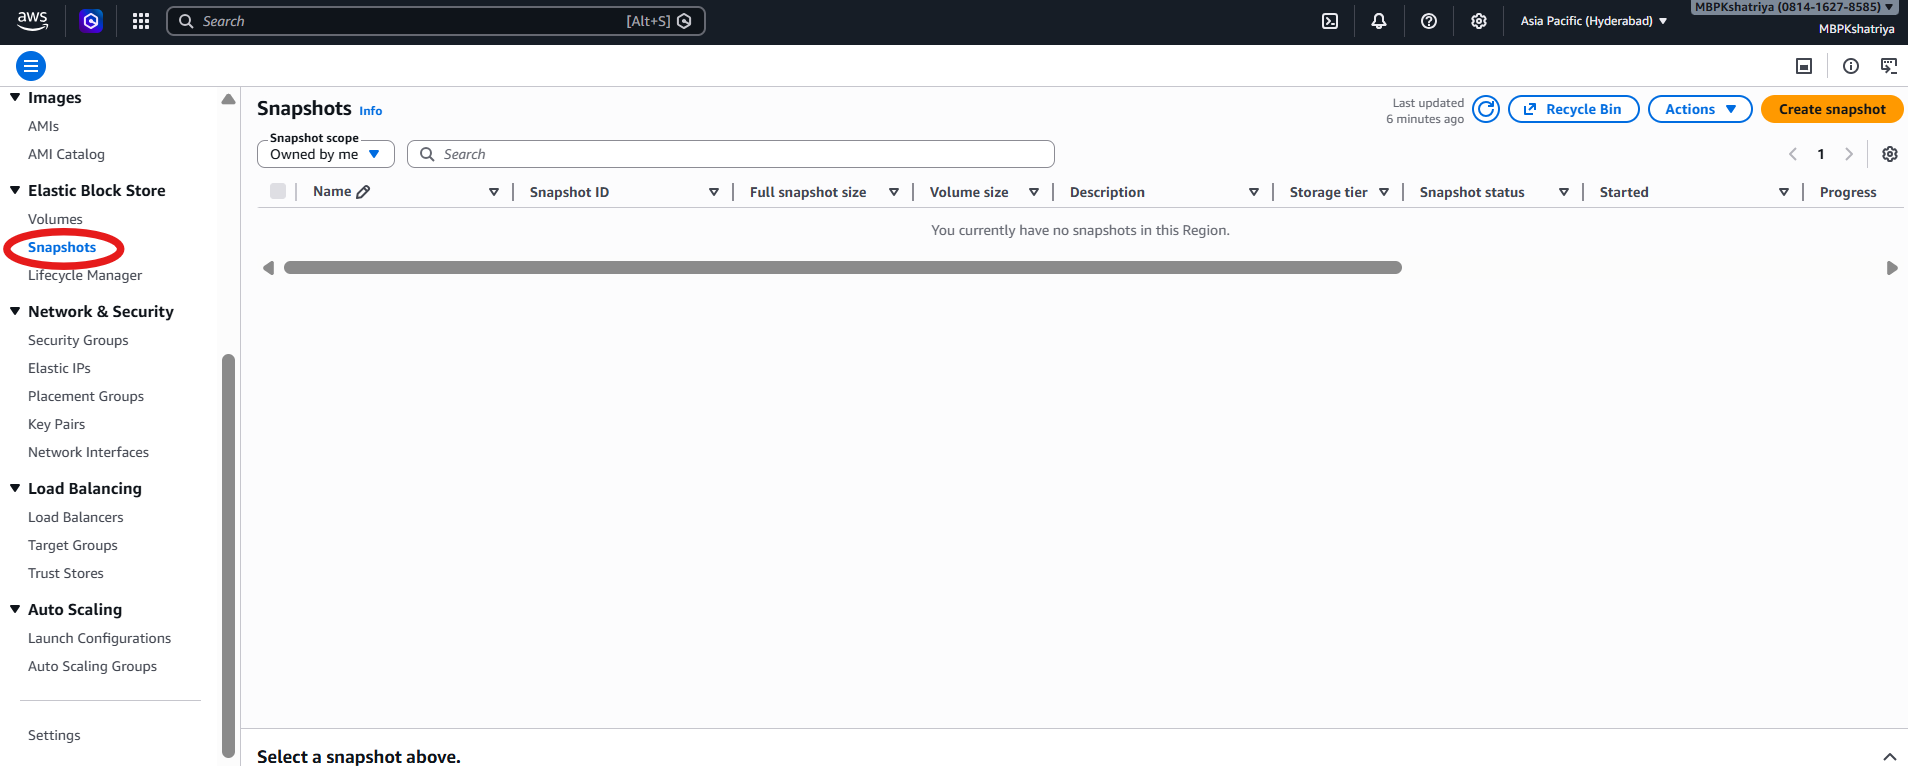 aws
Search [Alt+S]
Asia Pacific (Hyderabad)
MBPKshatriya (0814-1627-8585)
MBPKshatriya
Images
AMIs
AMI Catalog
Elastic Block Store
Volumes
Snapshots
Lifecycle Manager
Network & Security
Security Groups
Elastic IPs
Placement Groups
Key Pairs
Network Interfaces
Load Balancing
Load Balancers
Target Groups
Trust Stores
Auto Scaling
Launch Configurations
Auto Scaling Groups
Settings
Snapshots Info
Last updated
6 minutes ago
Recycle Bin
Actions
Create snapshot
Snapshot scope
Owned by me
Search
1
Name Snapshot ID Full snapshot size Volume size Description Storage tier Snapshot status Started Progress
You currently have no snapshots in this Region.
Select a snapshot above.